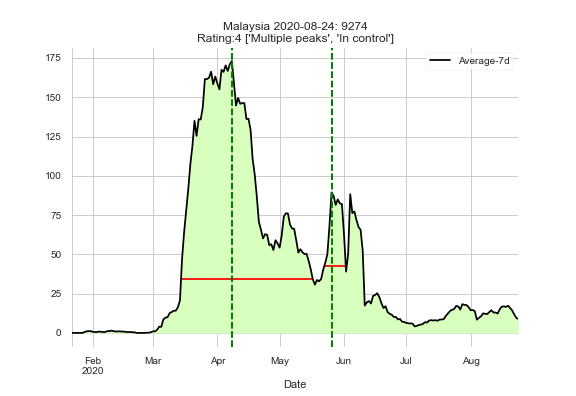 Malaysia 2020-08-24: 9274
Rating:4 ['Multiple peaks', 'In control']
Average-7d
175
150
125
100
75
50
25
0
Feb Mar Apr May Jun Jul Aug
2020
Date